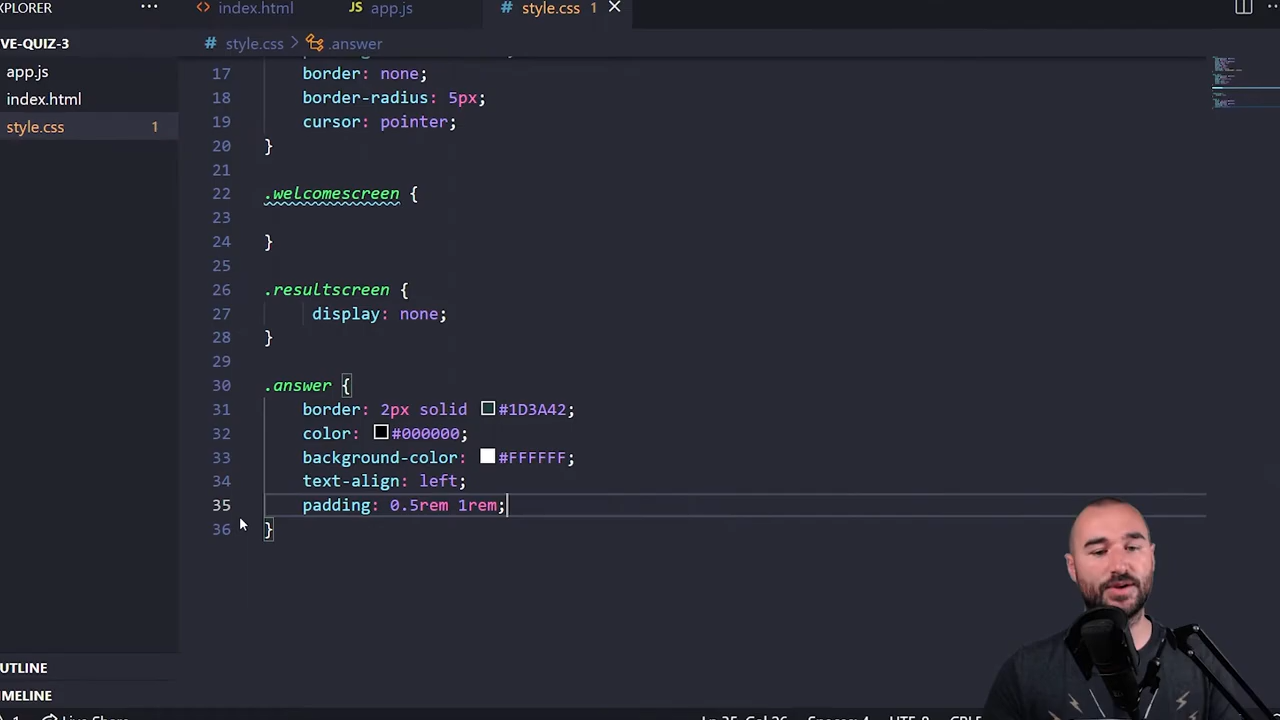 XPLORER ··· <> index.html JS app.js # style.css 1 ×
VE-QUIZ-3
# style.css > .answer
app.js
index.html
style.css 1
17 border: none;
18 border-radius: 5px;
19 cursor: pointer;
20 }
21
22 .welcomescreen {
23
24 }
25
26 .resultscreen {
27 display: none;
28 }
29
30 .answer {
31 border: 2px solid #1D3A42;
32 color: #000000;
33 background-color: #FFFFFF;
34 text-align: left;
35 padding: 0.5rem 1rem;
36 }
UTLINE
IMELINE